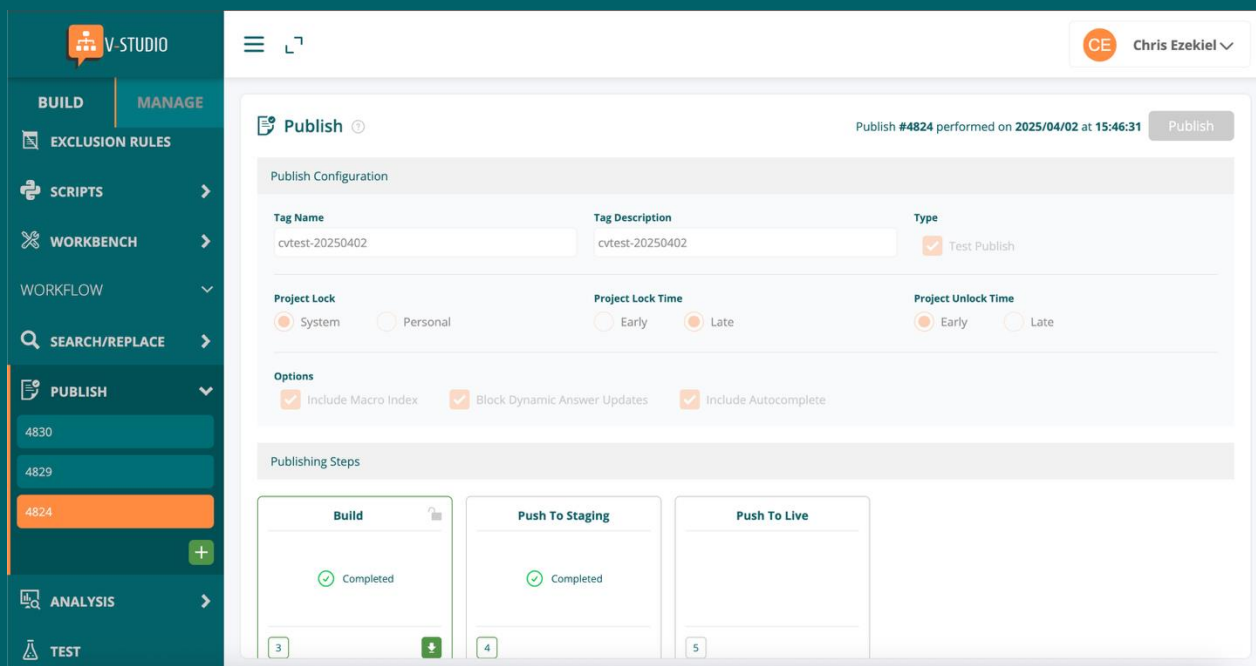 V-STUDIO
CE Chris Ezekiel
BUILD MANAGE
EXCLUSION RULES
SCRIPTS
WORKBENCH
WORKFLOW
SEARCH/REPLACE
PUBLISH
4830
4829
4824
ANALYSIS
TEST
Publish
Publish #4824 performed on 2025/04/02 at 15:46:31 Publish
Publish Configuration
Tag Name Tag Description Type
cvtest-20250402 cvtest-20250402 Test Publish
Project Lock Project Lock Time Project Unlock Time
System Personal Early Late Early Late
Options
Include Macro Index Block Dynamic Answer Updates Include Autocomplete
Publishing Steps
Build Push To Staging Push To Live
Completed Completed
3 4 5